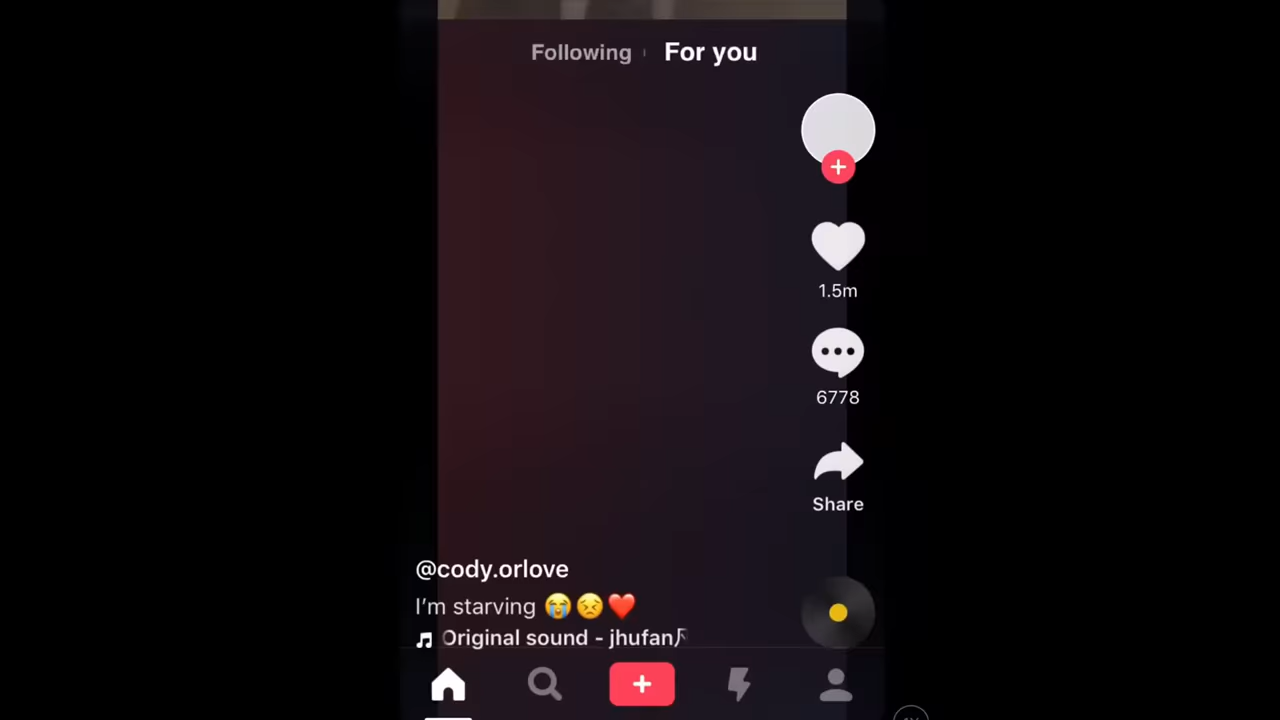 Following For you
1.5m
6778
Share
@cody.orlove
I’m starving 😭😣❤️
Original sound - jhufan